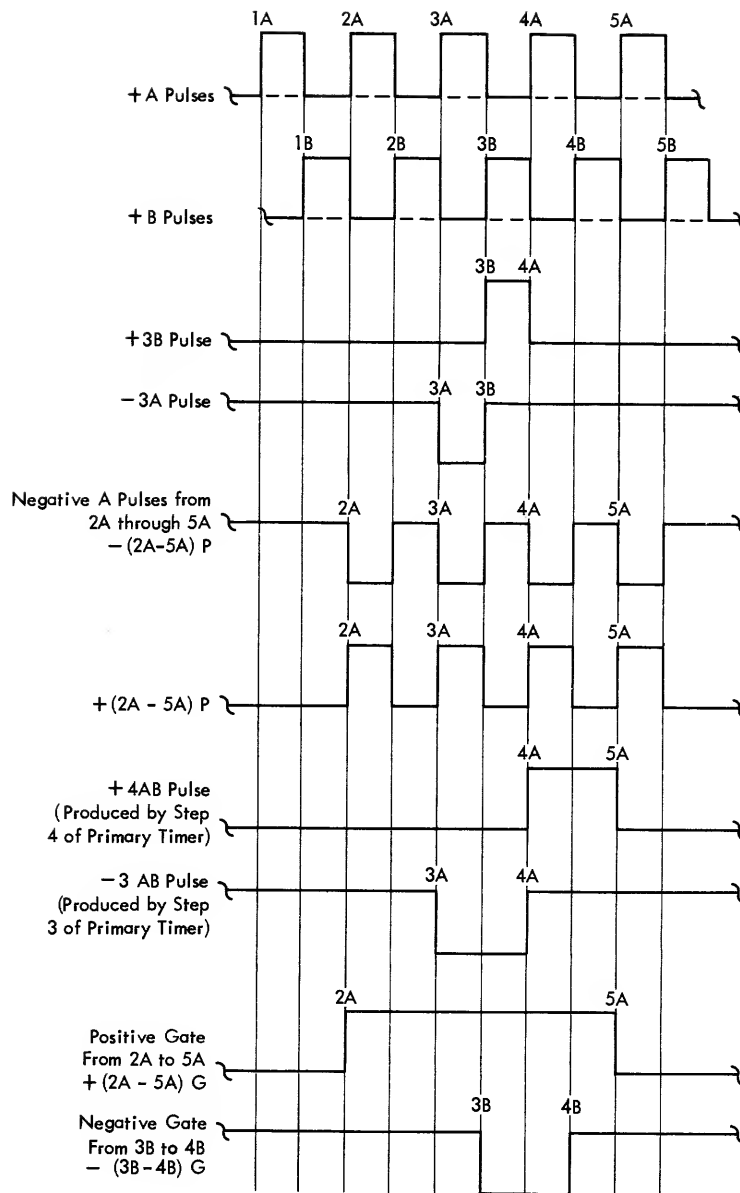 1A 2A 3A 4A 5A
+A Pulses
1B 2B 3B 4B 5B
+B Pulses
3B 4A
+3B Pulse
3A 3B
−3A Pulse
Negative A Pulses from
2A through 5A
−(2A-5A) P
2A 3A 4A 5A
2A 3A 4A 5A
+(2A - 5A) P
4A 5A
+4AB Pulse
(Produced by Step
4 of Primary Timer)
3A 4A
−3 AB Pulse
(Produced by Step
3 of Primary Timer)
2A 5A
Positive Gate
From 2A to 5A
+(2A - 5A) G
3B 4B
Negative Gate
From 3B to 4B
− (3B-4B) G